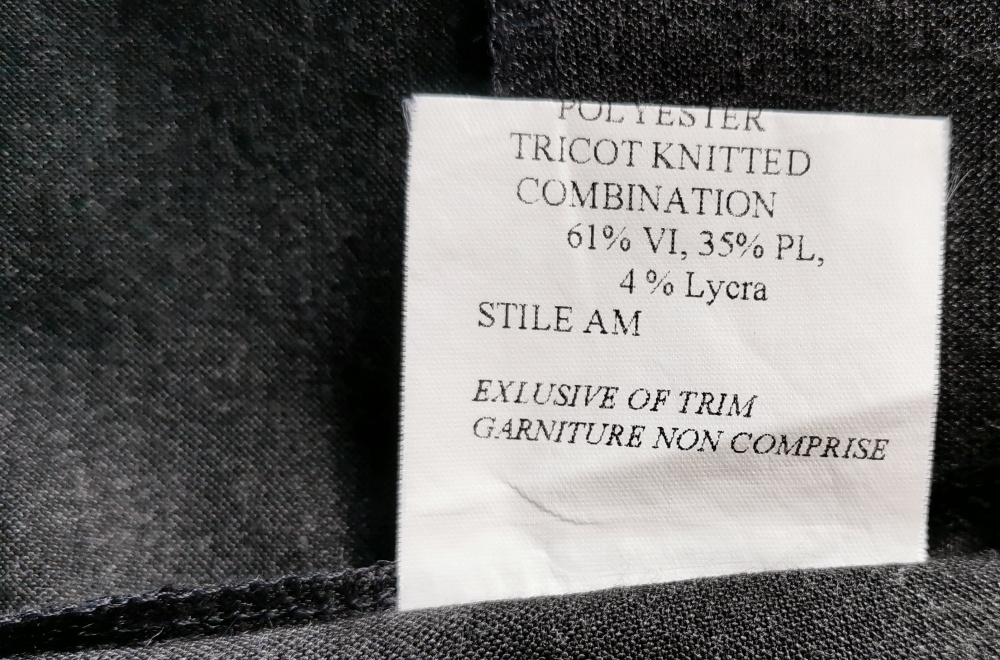 POLYESTER
TRICOT KNITTED
COMBINATION
61% VI, 35% PL,
4 % Lycra
STILE AM
EXLUSIVE OF TRIM
GARNITURE NON COMPRISE